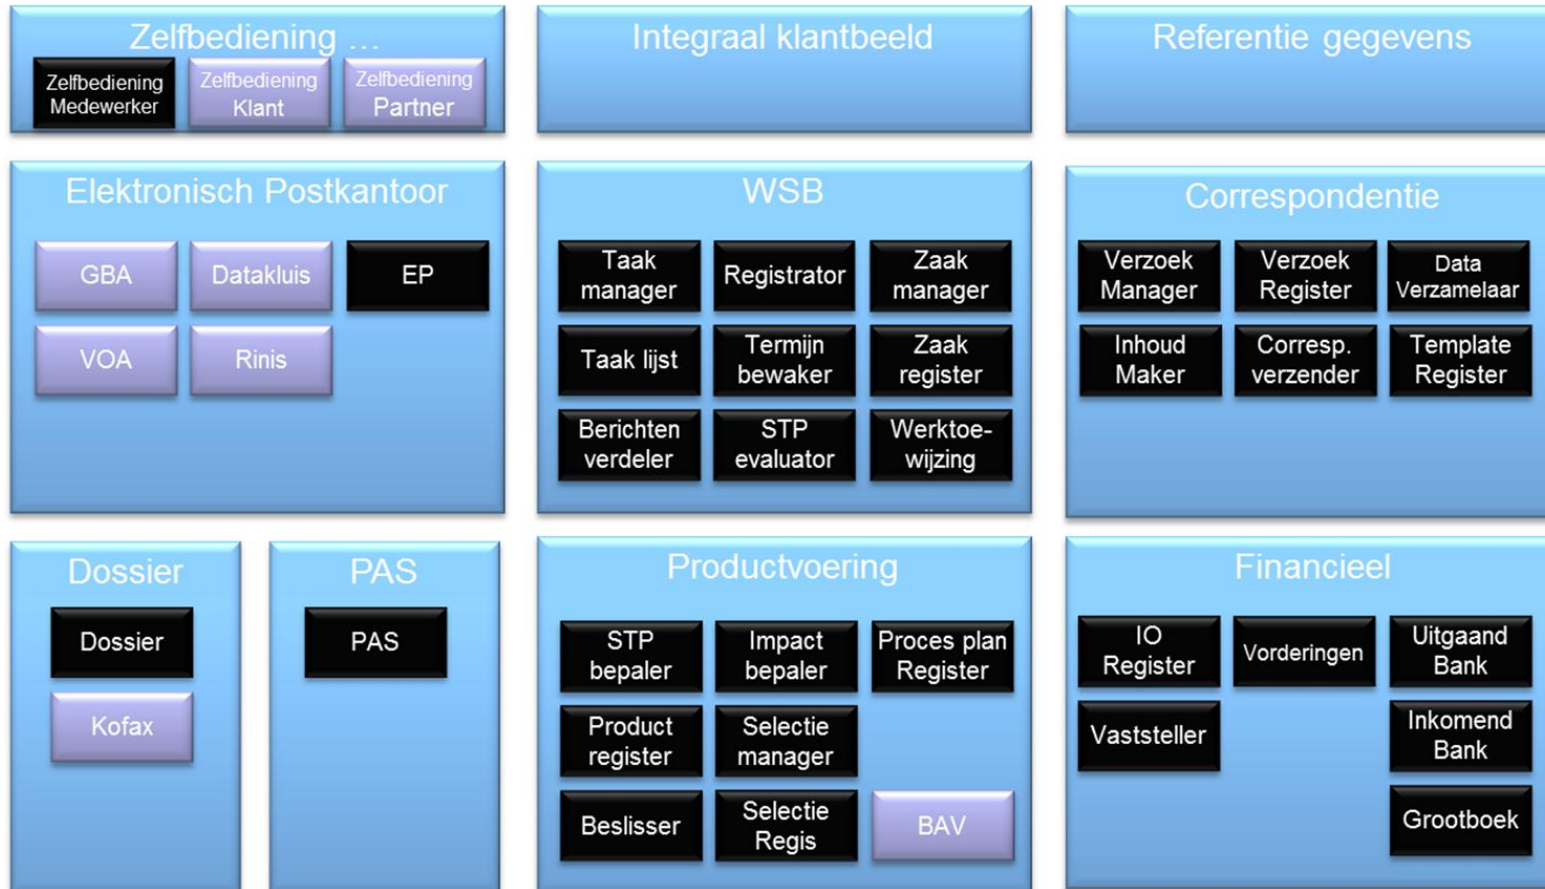 Zelfbediening ...
Zelfbediening
Medewerker
Zelfbediening
Klant
Zelfbediening
Partner
Integraal klantbeeld
Referentie gegevens
Elektronisch Postkantoor
GBA
Datakluis
EP
VOA
Rinis
WSB
Taak
manager
Registrator
Zaak
manager
Taak lijst
Termijn
bewaker
Zaak
register
Berichten
verdeler
STP
evaluator
Werktoe-
wijzing
Correspondentie
Verzoek
Manager
Verzoek
Register
Data
Verzamelaar
Inhoud
Maker
Corresp.
verzender
Template
Register
Dossier
Dossier
Kofax
PAS
PAS
Productvoering
STP
bepaler
Impact
bepaler
Proces plan
Register
Product
register
Selectie
manager
Beslisser
Selectie
Regis
BAV
Financieel
IO
Register
Vorderingen
Uitgaand
Bank
Vaststeller
Inkomend
Bank
Grootboek